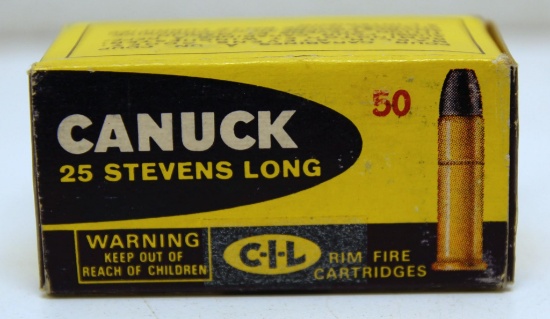 CANUCK
25 STEVENS LONG
50
WARNING
KEEP OUT OF
REACH OF CHILDREN
C-I-L
RIM FIRE
CARTRIDGES